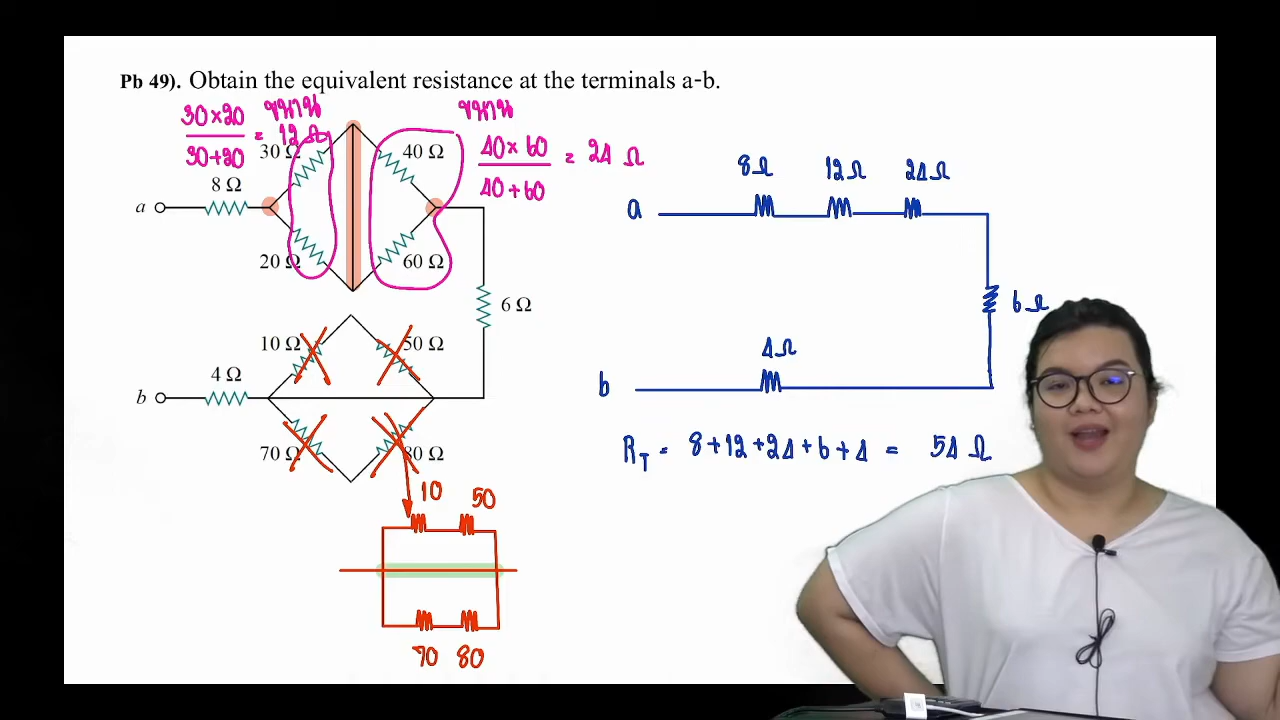 Pb 49). Obtain the equivalent resistance at the terminals a-b.
30×20
30+20
= 12 Ω
ขนาน
ขนาน
40×60
40+60
= 24 Ω
30 Ω
40 Ω
8 Ω
a
20 Ω
60 Ω
6 Ω
10 Ω
50 Ω
4 Ω
b
70 Ω
80 Ω
10
50
70 80
8Ω 12Ω 24Ω
a
6Ω
4Ω
b
R_T = 8+12+24+6+4 = 54 Ω